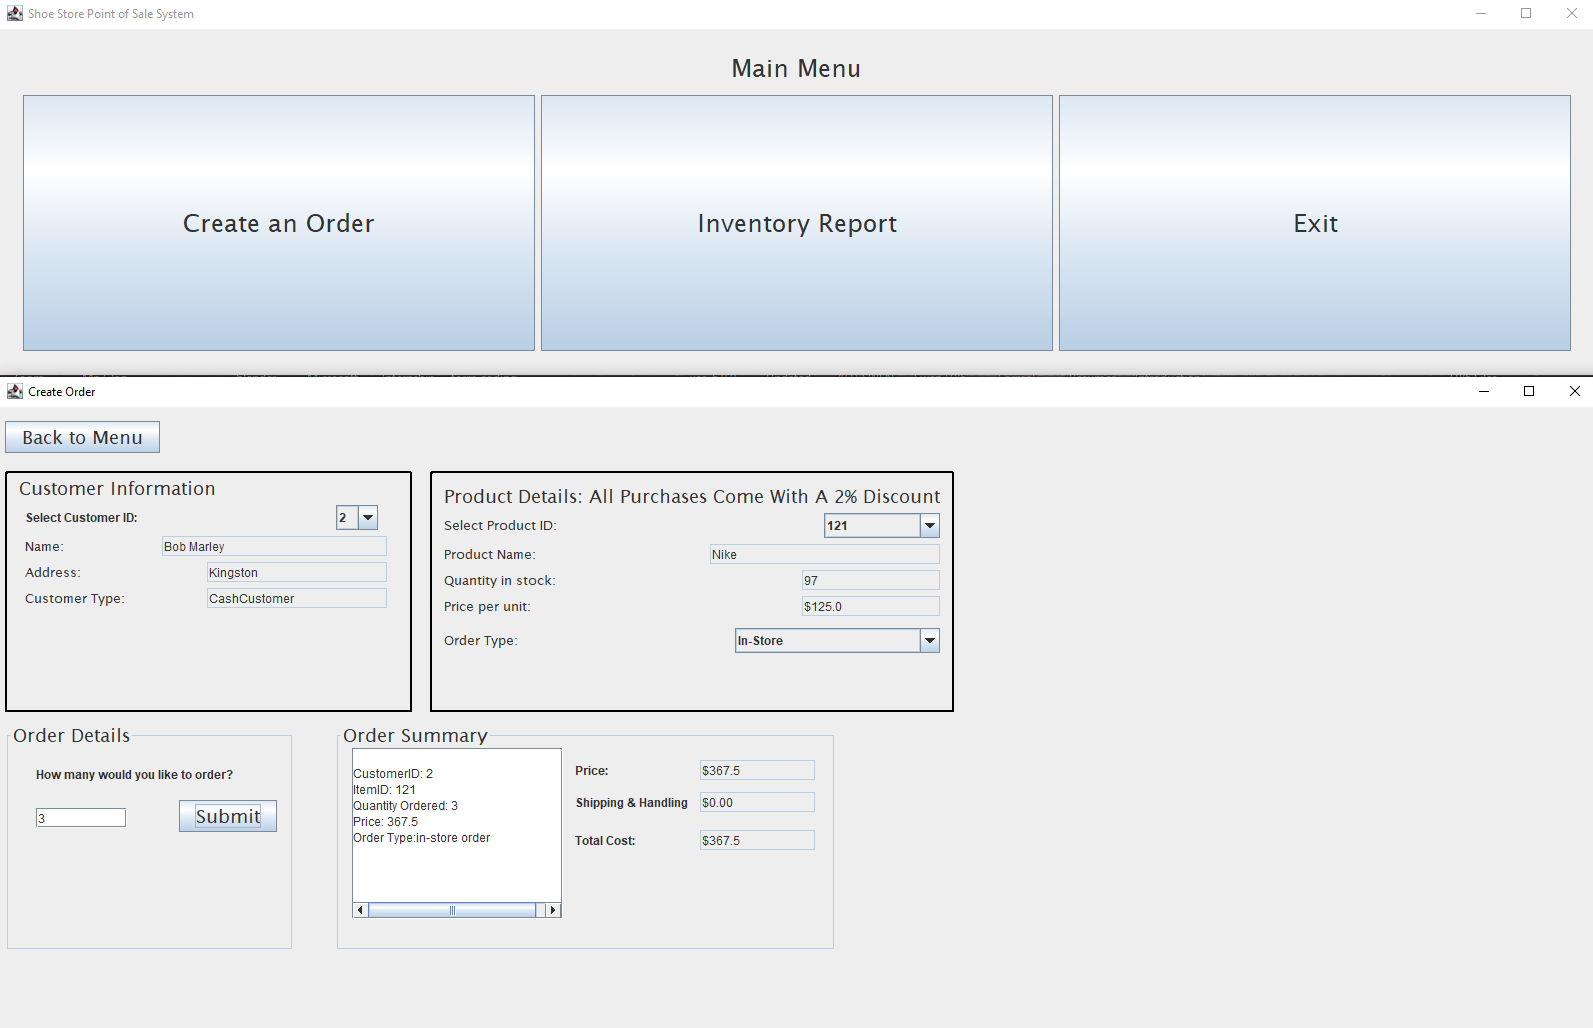 Shoe Store Point of Sale System
Main Menu
Create an Order
Inventory Report
Exit
Create Order
Back to Menu
Customer Information
Select Customer ID: 2
Name: Bob Marley
Address: Kingston
Customer Type: CashCustomer
Product Details: All Purchases Come With A 2% Discount
Select Product ID: 121
Product Name: Nike
Quantity in stock: 97
Price per unit: $125.0
Order Type: In-Store
Order Details
How many would you like to order?
3 Submit
Order Summary
CustomerID: 2
ItemID: 121
Quantity Ordered: 3
Price: 367.5
Order Type:in-store order
Price: $367.5
Shipping & Handling $0.00
Total Cost: $367.5